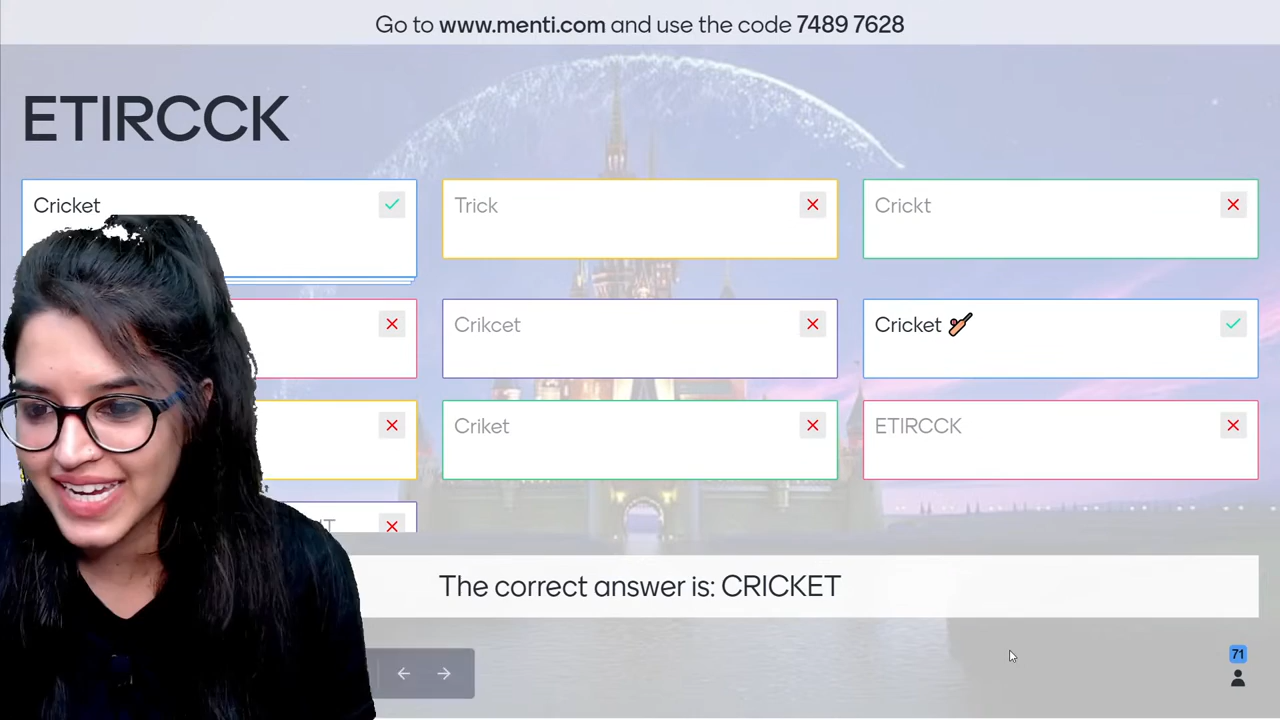 Go to www.menti.com and use the code 7489 7628
ETIRCCK
Cricket
Trick
Crickt
Crikcet
Cricket
Criket
ETIRCCK
The correct answer is: CRICKET
71